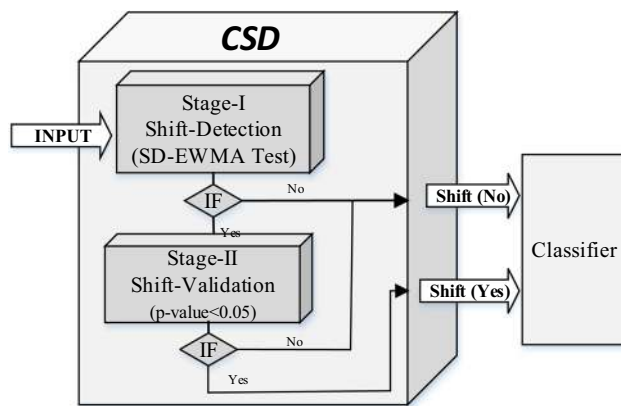 CSD
Stage-I
Shift-Detection
(SD-EWMA Test)
INPUT
IF
No
Yes
Shift (No)
Stage-II
Shift-Validation
(p-value<0.05)
Classifier
Shift (Yes)
IF
No
Yes